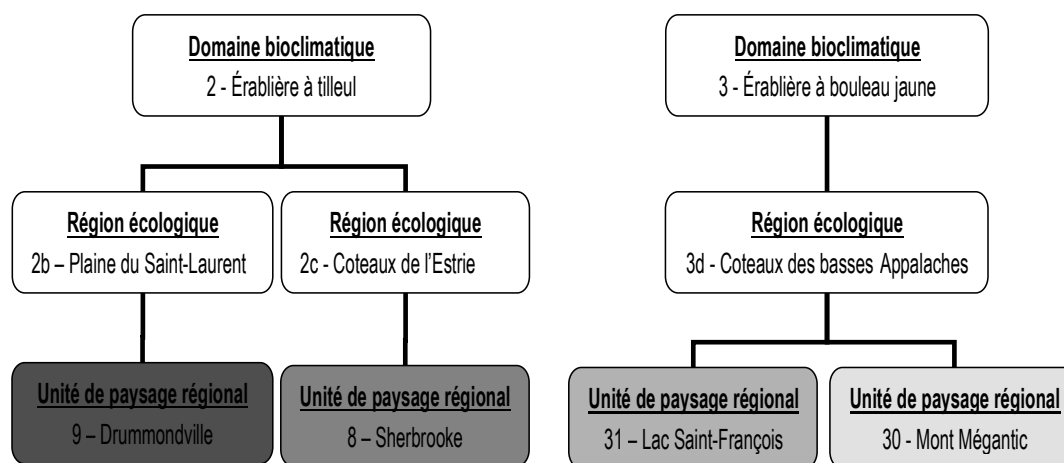 Domaine bioclimatique
2 - Érablière à tilleul
Domaine bioclimatique
3 - Érablière à bouleau jaune
Région écologique
2b – Plaine du Saint-Laurent
Région écologique
2c - Coteaux de l'Estrie
Région écologique
3d - Coteaux des basses Appalaches
Unité de paysage régional
9 – Drummondville
Unité de paysage régional
8 – Sherbrooke
Unité de paysage régional
31 – Lac Saint-François
Unité de paysage régional
30 - Mont Mégantic